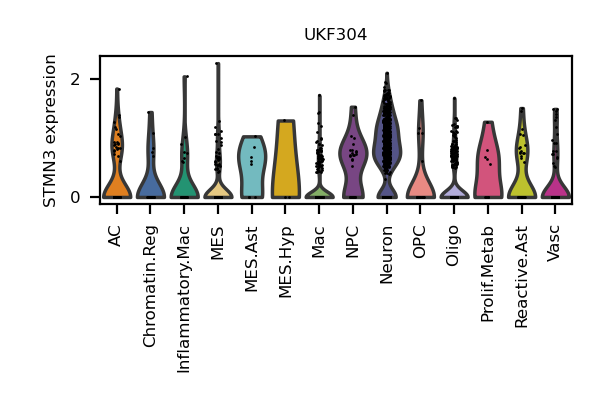 UKF304
STMN3 expression
2
0
AC
Chromatin.Reg
Inflammatory.Mac
MES
MES.Ast
MES.Hyp
Mac
NPC
Neuron
OPC
Oligo
Prolif.Metab
Reactive.Ast
Vasc